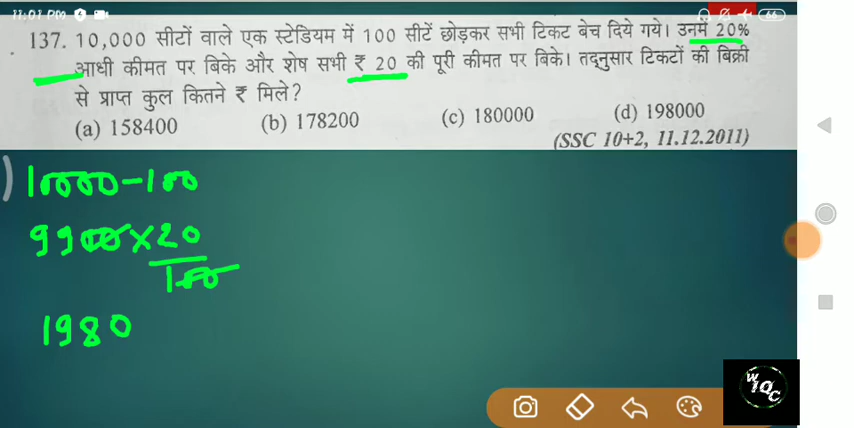 11:01 PM 66
137. 10,000 सीटों वाले एक स्टेडियम में 100 सीटें छोड़कर सभी टिकट बेच दिये गये। उनमें 20%
आधी कीमत पर बिके और शेष सभी ₹ 20 की पूरी कीमत पर बिके। तद्नुसार टिकटों की बिक्री
से प्राप्त कुल कितने ₹ मिले?
(a) 158400 (b) 178200 (c) 180000 (d) 198000
(SSC 10+2, 11.12.2011)
10000-100
9900×20
100
1980
WIQC